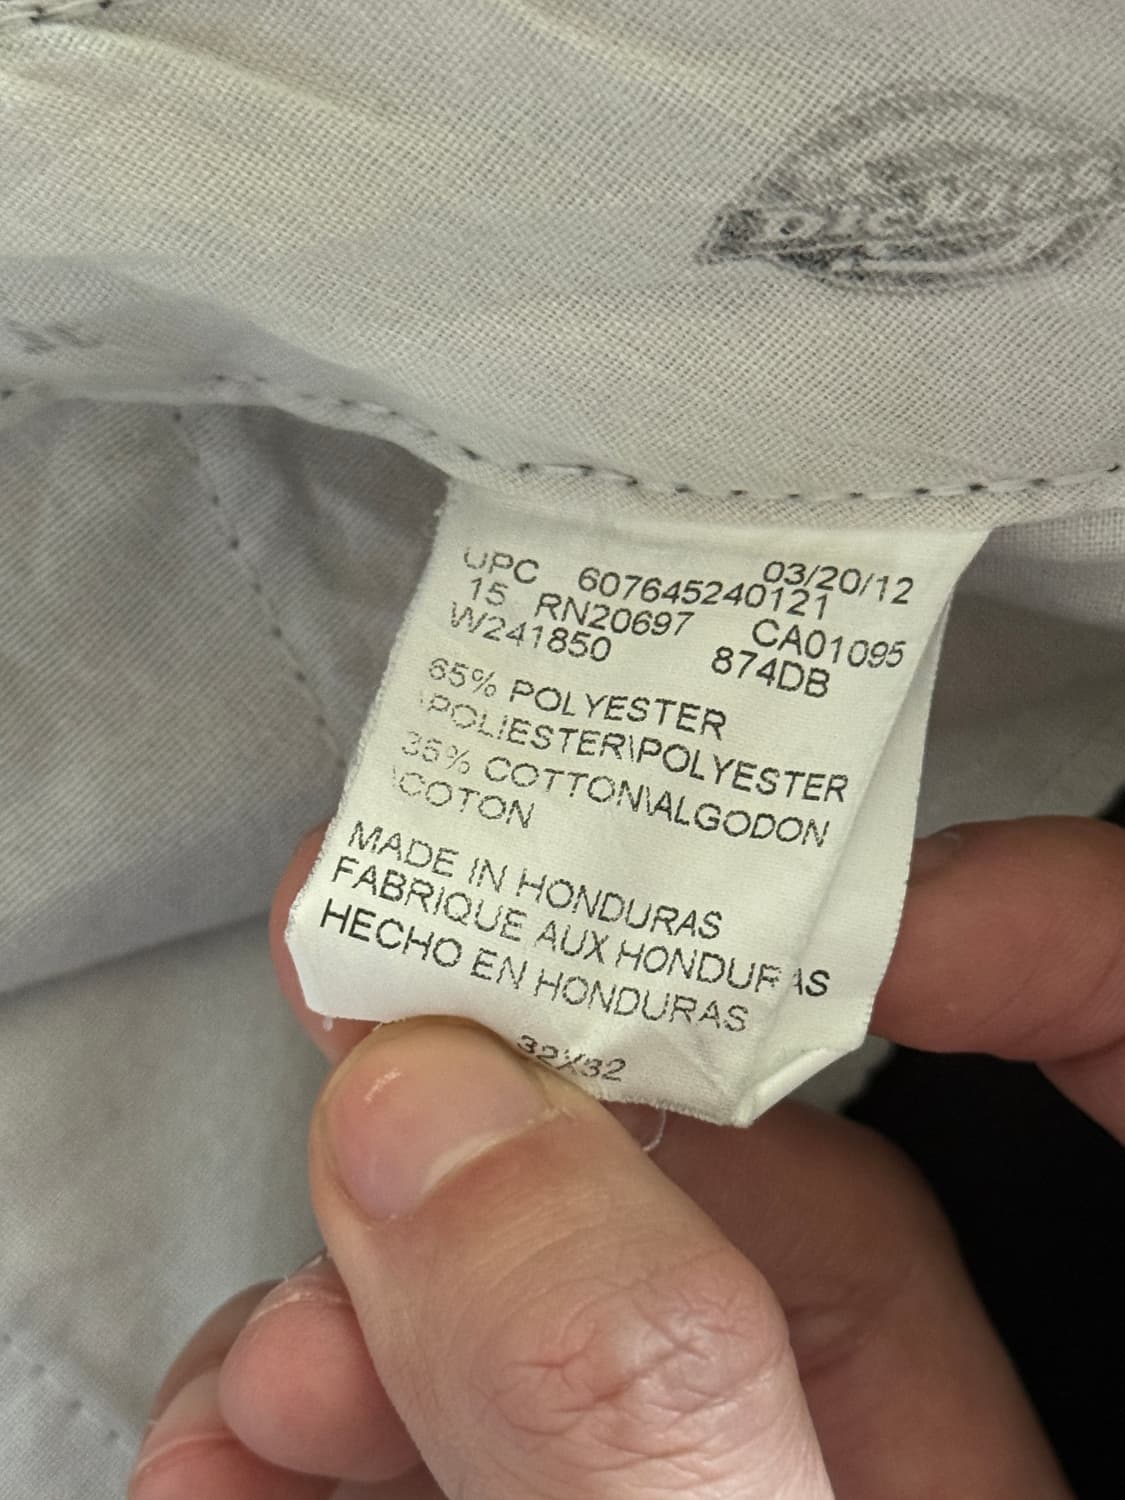 DICKIES
03/20/12
UPC 607645240121
15 RN20697 CA01095
W241850 874DB
65% POLYESTER
\POLIESTER\POLYESTER
35% COTTON\ALGODON
\COTON
MADE IN HONDURAS
FABRIQUE AUX HONDURAS
HECHO EN HONDURAS
32X32